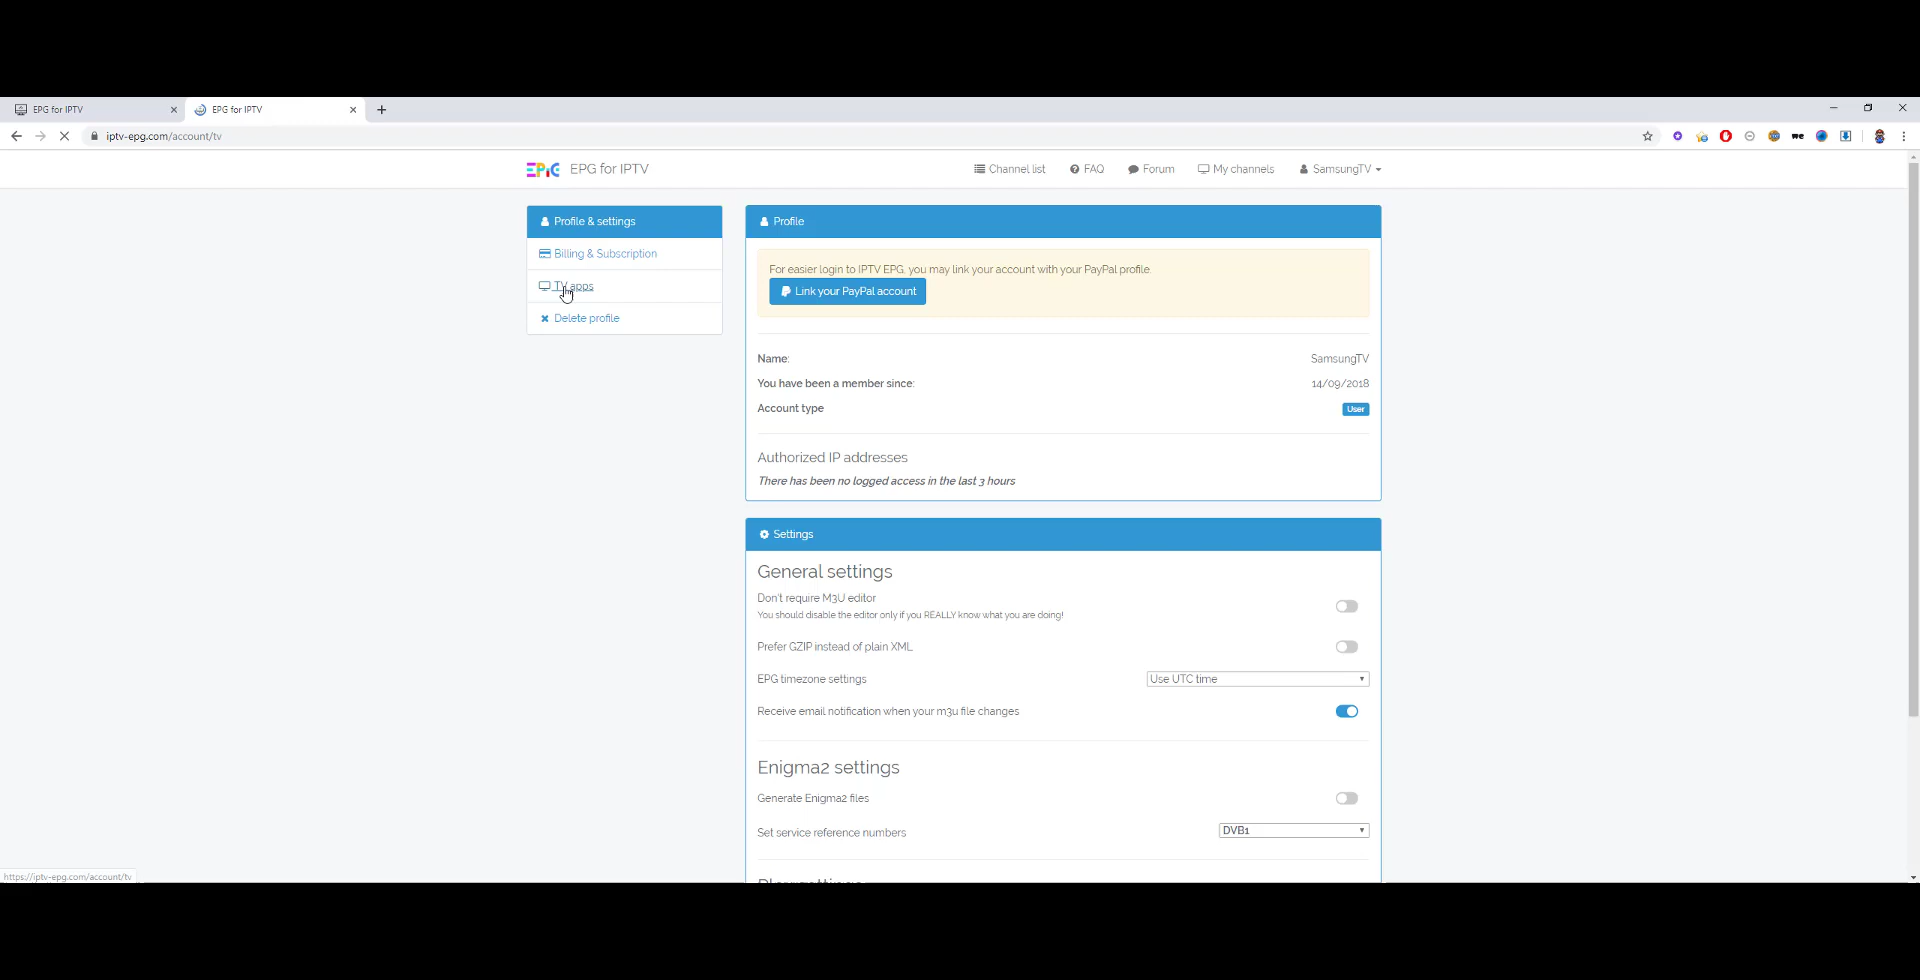 EPG for IPTV
EPG for IPTV
iptv-epg.com/account/tv
EPiC EPG for IPTV
Channel list
FAQ
Forum
My channels
SamsungTV
Profile & settings
Billing & Subscription
TV apps
Delete profile
Profile
For easier login to IPTV EPG, you may link your account with your PayPal profile.
Link your PayPal account
Name: SamsungTV
You have been a member since: 14/09/2018
Account type User
Authorized IP addresses
There has been no logged access in the last 3 hours
Settings
General settings
Don't require M3U editor
You should disable the editor only if you REALLY know what you are doing!
Prefer GZIP instead of plain XML
EPG timezone settings Use UTC time
Receive email notification when your m3u file changes
Enigma2 settings
Generate Enigma2 files
Set service reference numbers DVB1
https://iptv-epg.com/account/tv